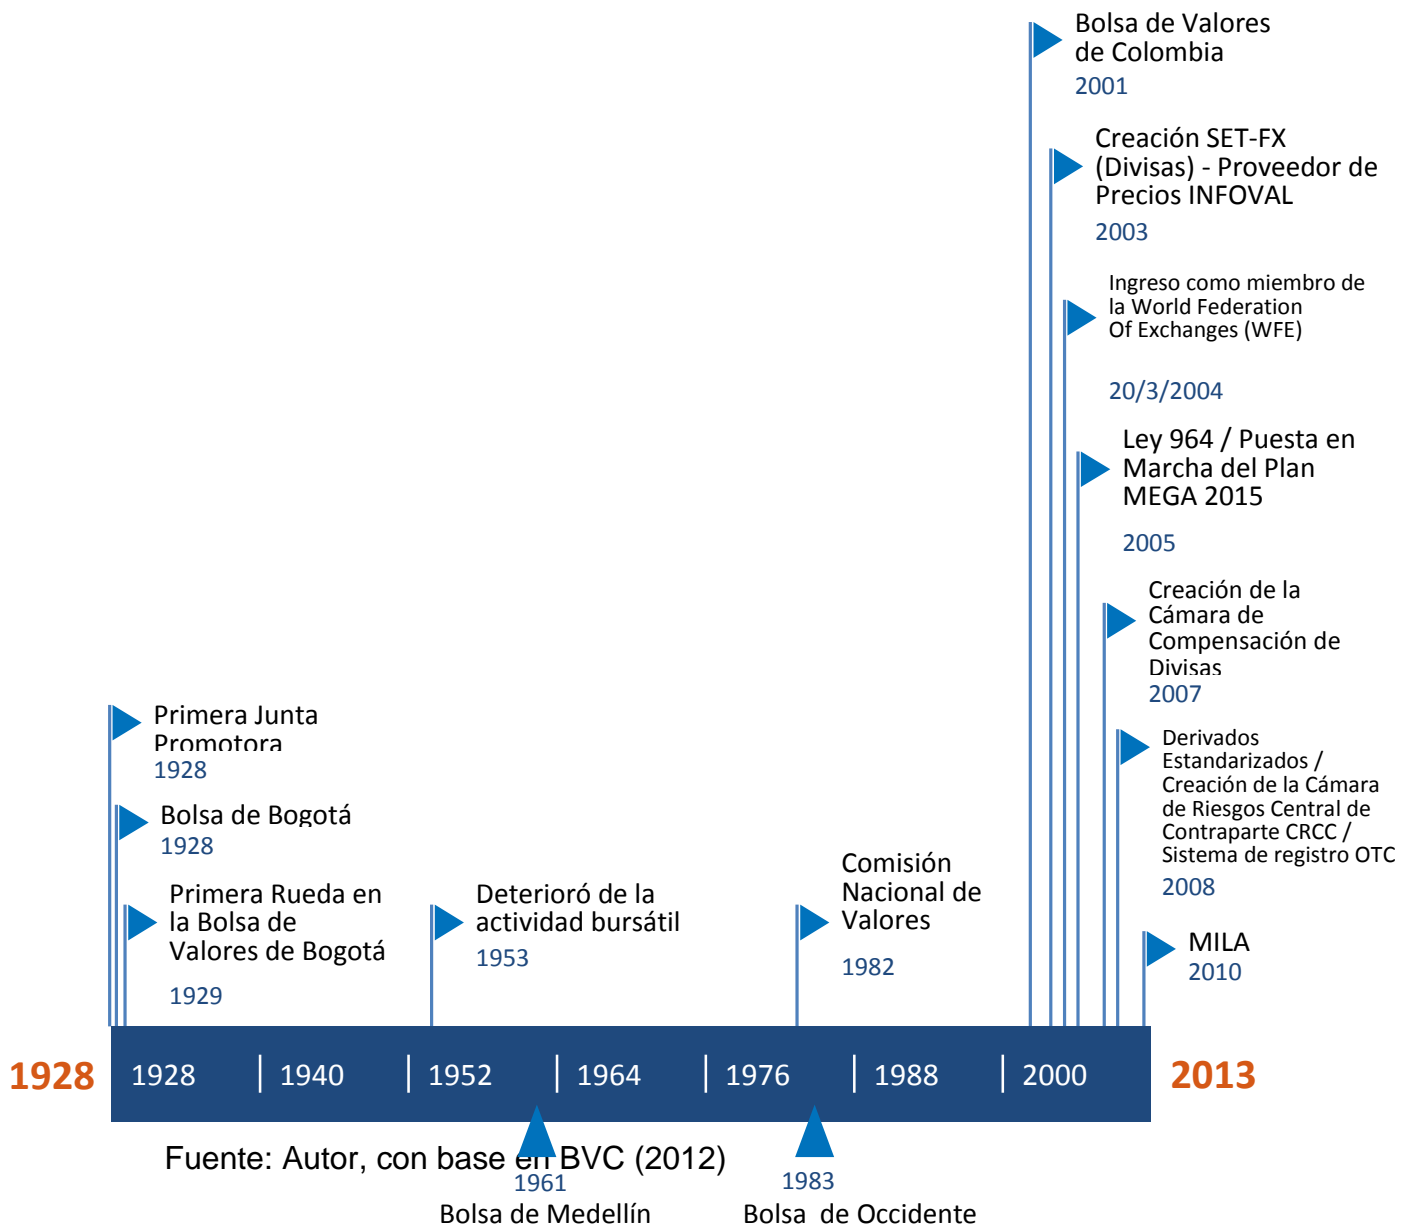 Bolsa de Valores
de Colombia
2001
Creación SET-FX
(Divisas) - Proveedor de
Precios INFOVAL
2003
Ingreso como miembro de
la World Federation
Of Exchanges (WFE)
20/3/2004
Ley 964 / Puesta en
Marcha del Plan
MEGA 2015
2005
Creación de la
Cámara de
Compensación de
Divisas
2007
Primera Junta
Promotora
1928
Derivados
Estandarizados /
Creación de la Cámara
de Riesgos Central de
Contraparte CRCC /
Sistema de registro OTC
2008
Bolsa de Bogotá
1928
Primera Rueda en
la Bolsa de
Valores de Bogotá
1929
Deterioró de la
actividad bursátil
1953
Comisión
Nacional de
Valores
1982
MILA
2010
1928 1928 1940 1952 1964 1976 1988 2000 2013
Fuente: Autor, con base en BVC (2012)
1961
Bolsa de Medellín
1983
Bolsa de Occidente